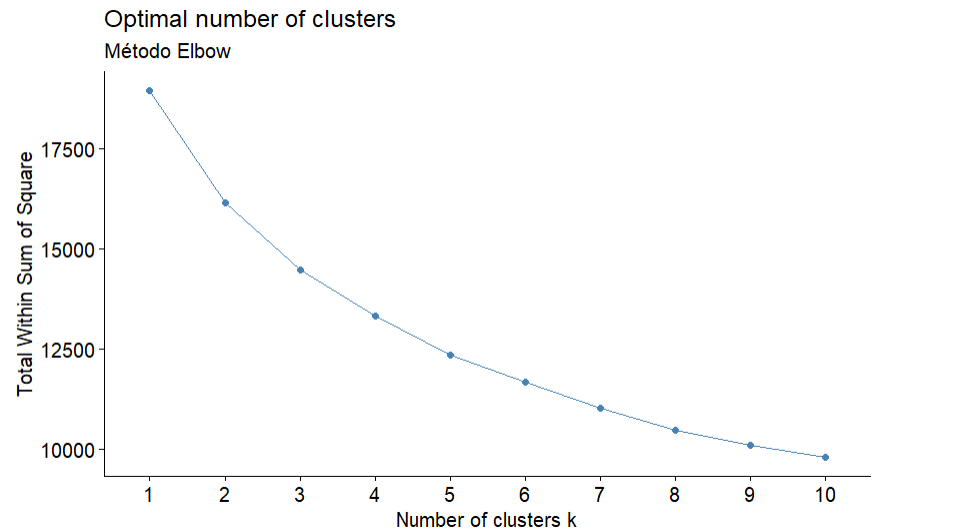 Optimal number of clusters
Método Elbow
Total Within Sum of Square
17500
15000
12500
10000
1 2 3 4 5 6 7 8 9 10
Number of clusters k